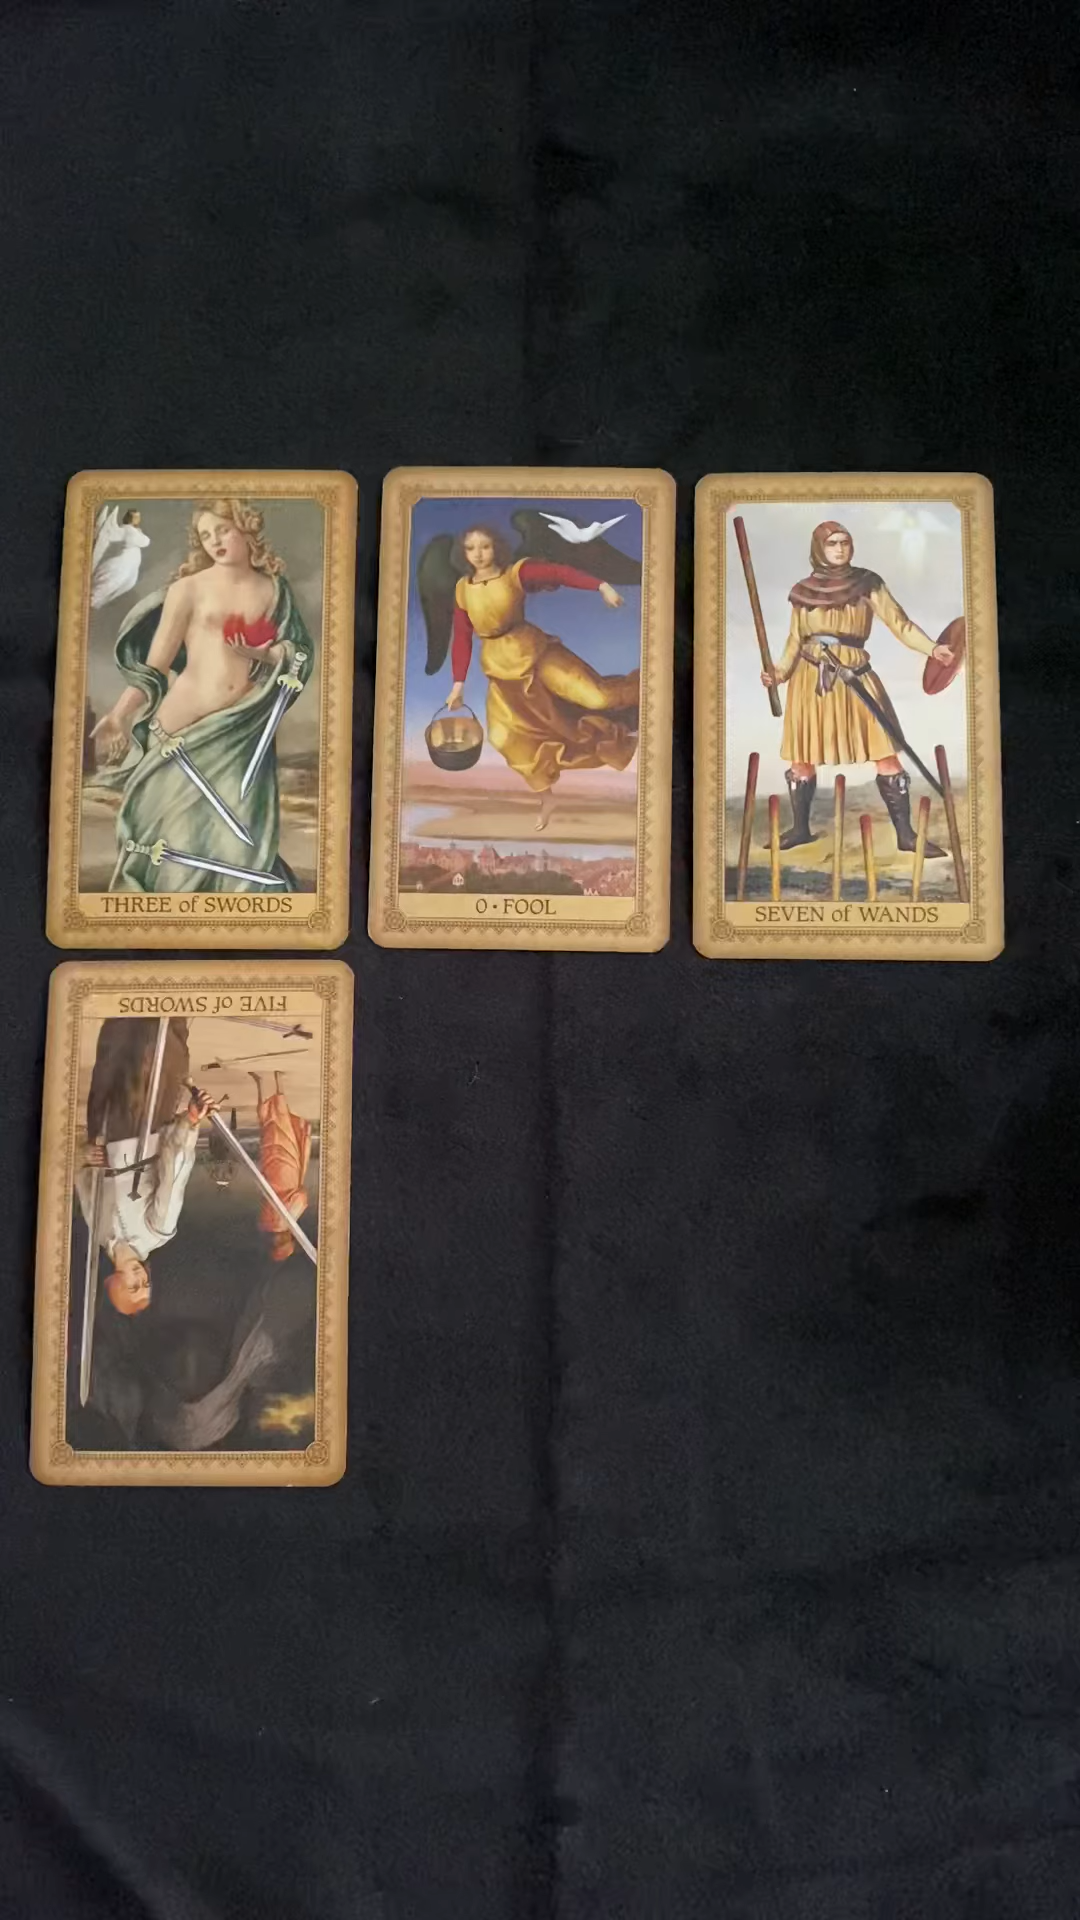 THREE of SWORDS
0 • FOOL
SEVEN of WANDS
FIVE of SWORDS